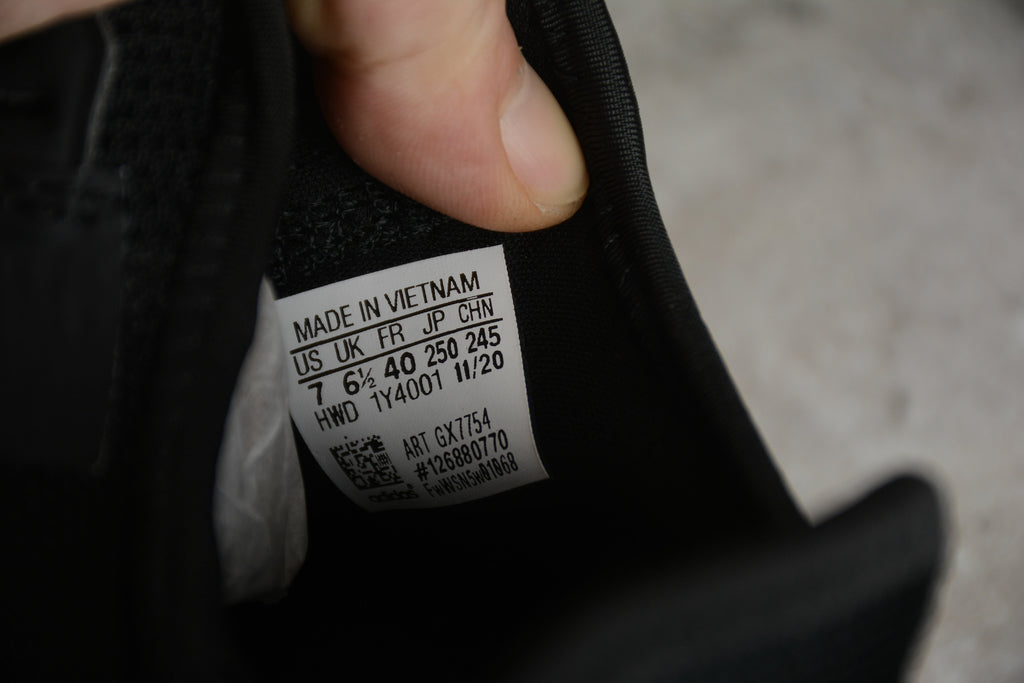 MADE IN VIETNAM
US UK FR JP CHN
7 6½ 40 250 245
HWD 1Y4001 11/20
ART GX7754
#126880770
FWWSN5W01068
adidas